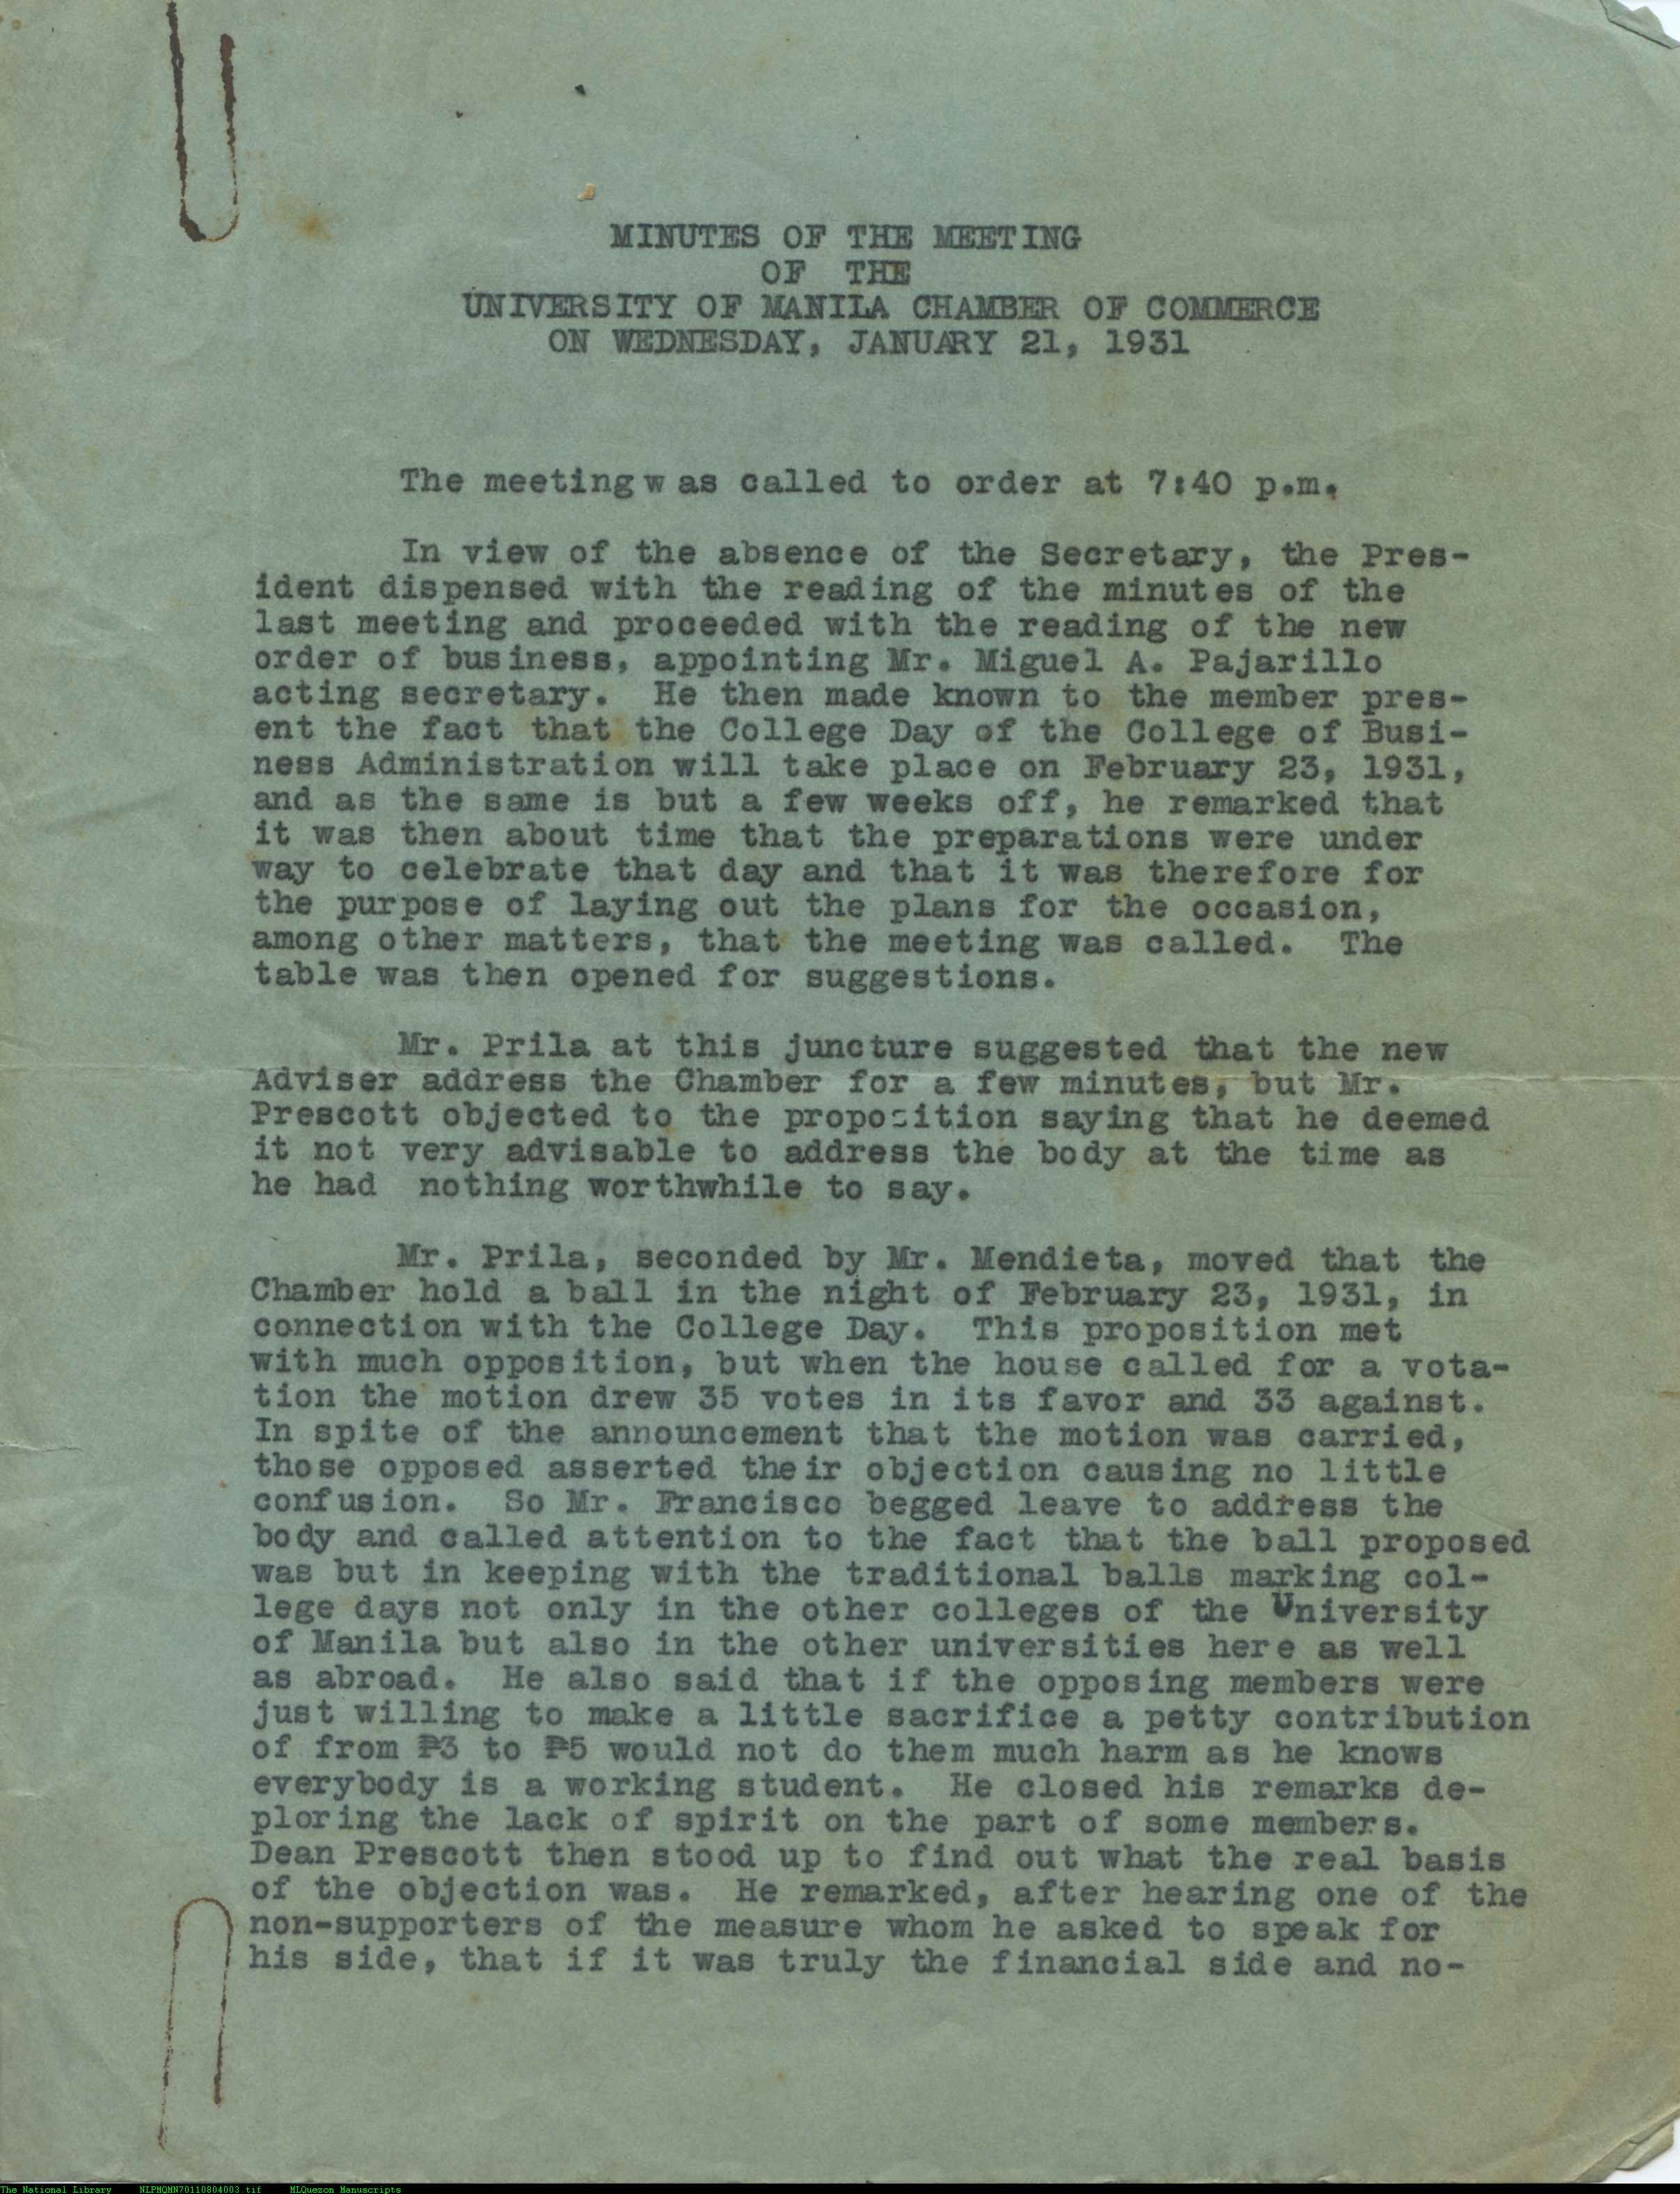 MINUTES OF THE MEETING
OF THE
UNIVERSITY OF MANILA CHAMBER OF COMMERCE
ON WEDNESDAY, JANUARY 21, 1931
The meeting w as called to order at 7:40 p.m.
In view of the absence of the Secretary, the Pres-
ident dispensed with the reading of the minutes of the
last meeting and proceeded with the reading of the new
order of business, appointing Mr. Miguel A. Pajarillo
acting secretary. He then made known to the member pres-
ent the fact that the College Day of the College of Busi-
ness Administration will take place on February 23, 1931,
and as the same is but a few weeks off, he remarked that
it was then about time that the preparations were under
way to celebrate that day and that it was therefore for
the purpose of laying out the plans for the occasion,
among other matters, that the meeting was called. The
table was then opened for suggestions.
Mr. Prila at this juncture suggested that the new
Adviser address the Chamber for a few minutes, but Mr.
Prescott objected to the proposition saying that he deemed
it not very advisable to address the body at the time as
he had nothing worthwhile to say.
Mr. Prila, seconded by Mr. Mendieta, moved that the
Chamber hold a ball in the night of February 23, 1931, in
connection with the College Day. This proposition met
with much opposition, but when the house called for a vota-
tion the motion drew 35 votes in its favor and 33 against.
In spite of the announcement that the motion was carried,
those opposed asserted their objection causing no little
confusion. So Mr. Francisco begged leave to address the
body and called attention to the fact that the ball proposed
was but in keeping with the traditional balls marking col-
lege days not only in the other colleges of the University
of Manila but also in the other universities here as well
as abroad. He also said that if the opposing members were
just willing to make a little sacrifice a petty contribution
of from ₱3 to ₱5 would not do them much harm as he knows
everybody is a working student. He closed his remarks de-
ploring the lack of spirit on the part of some members.
Dean Prescott then stood up to find out what the real basis
of the objection was. He remarked, after hearing one of the
non-supporters of the measure whom he asked to speak for
his side, that if it was truly the financial side and no-
The National Library NLPMQMN70110804003.tif MLQuezon Manuscripts